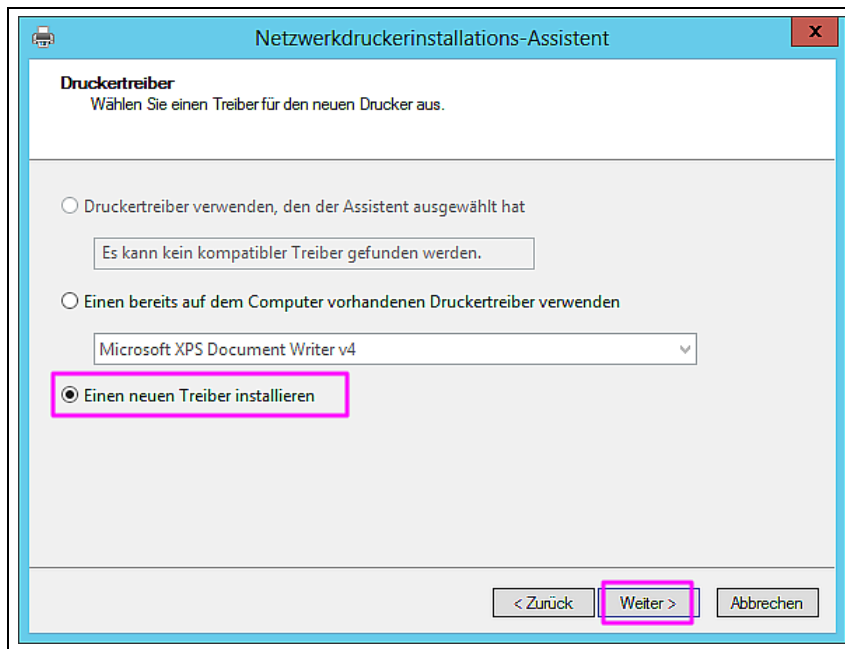 Netzwerkdruckerinstallations-Assistent
x
Druckertreiber
Wählen Sie einen Treiber für den neuen Drucker aus.
Druckertreiber verwenden, den der Assistent ausgewählt hat
Es kann kein kompatibler Treiber gefunden werden.
Einen bereits auf dem Computer vorhandenen Druckertreiber verwenden
Microsoft XPS Document Writer v4
Einen neuen Treiber installieren
< Zurück Weiter > Abbrechen